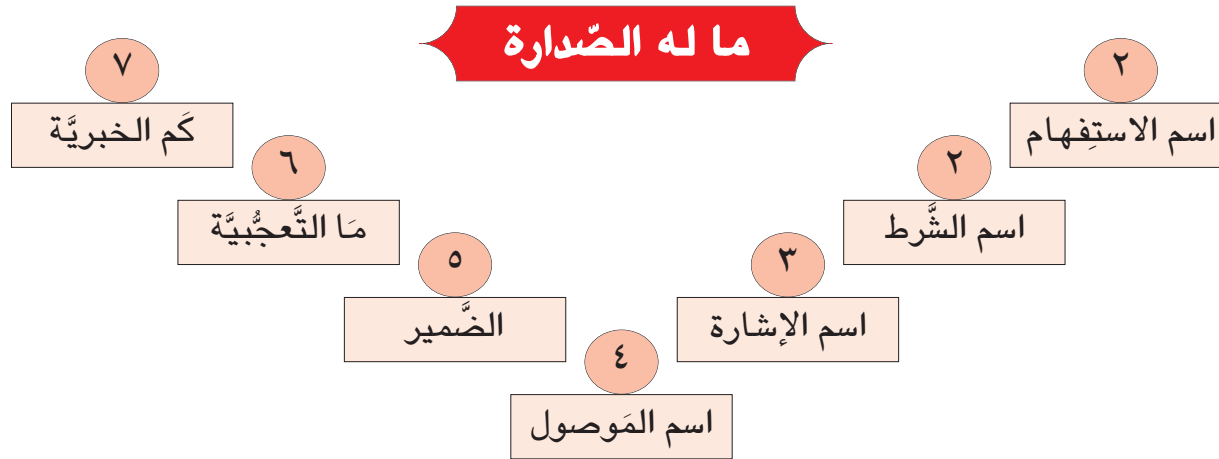 ما له الصّدارة
٢
اسم الاستِفهام
٢
اسم الشَّرط
٣
اسم الإشارة
٤
اسم المَوصول
٥
الضَّمير
٦
مَا التَّعجُّبيَّة
٧
كَم الخبريَّة